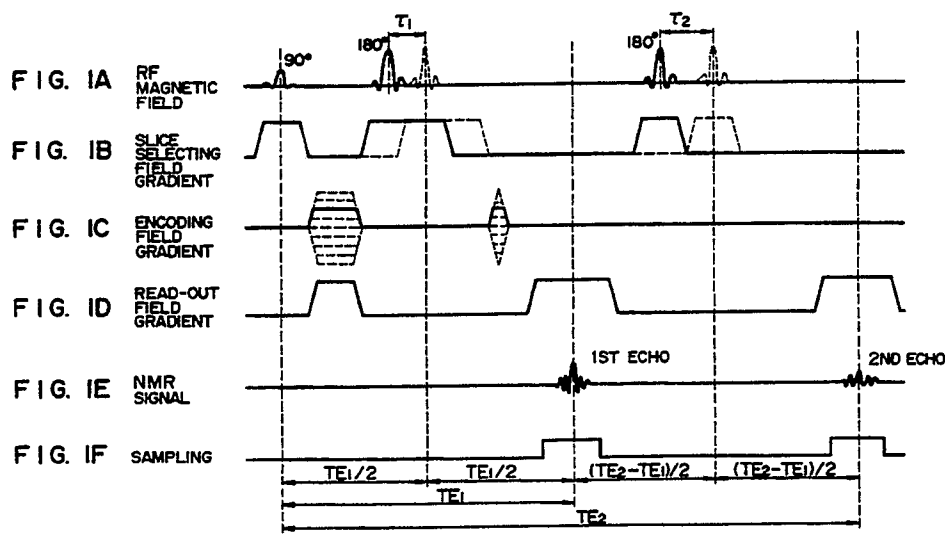 τ1 τ2
90° 180° 180°
FIG. 1A RF
MAGNETIC
FIELD
FIG. 1B SLICE
SELECTING
FIELD
GRADIENT
FIG. 1C ENCODING
FIELD
GRADIENT
FIG. 1D READ-OUT
FIELD
GRADIENT
1ST ECHO 2ND ECHO
FIG. 1E NMR
SIGNAL
FIG. 1F SAMPLING
TE1/2 TE1/2 (TE2-TE1)/2 (TE2-TE1)/2
TE1
TE2